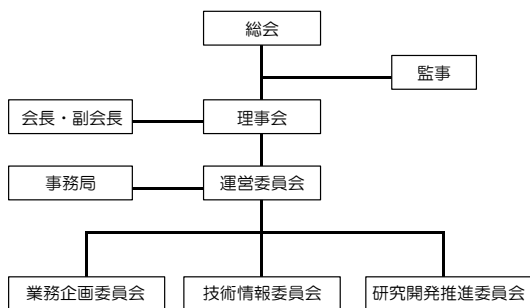 総会
監事
会長・副会長
理事会
事務局
運営委員会
業務企画委員会
技術情報委員会
研究開発推進委員会